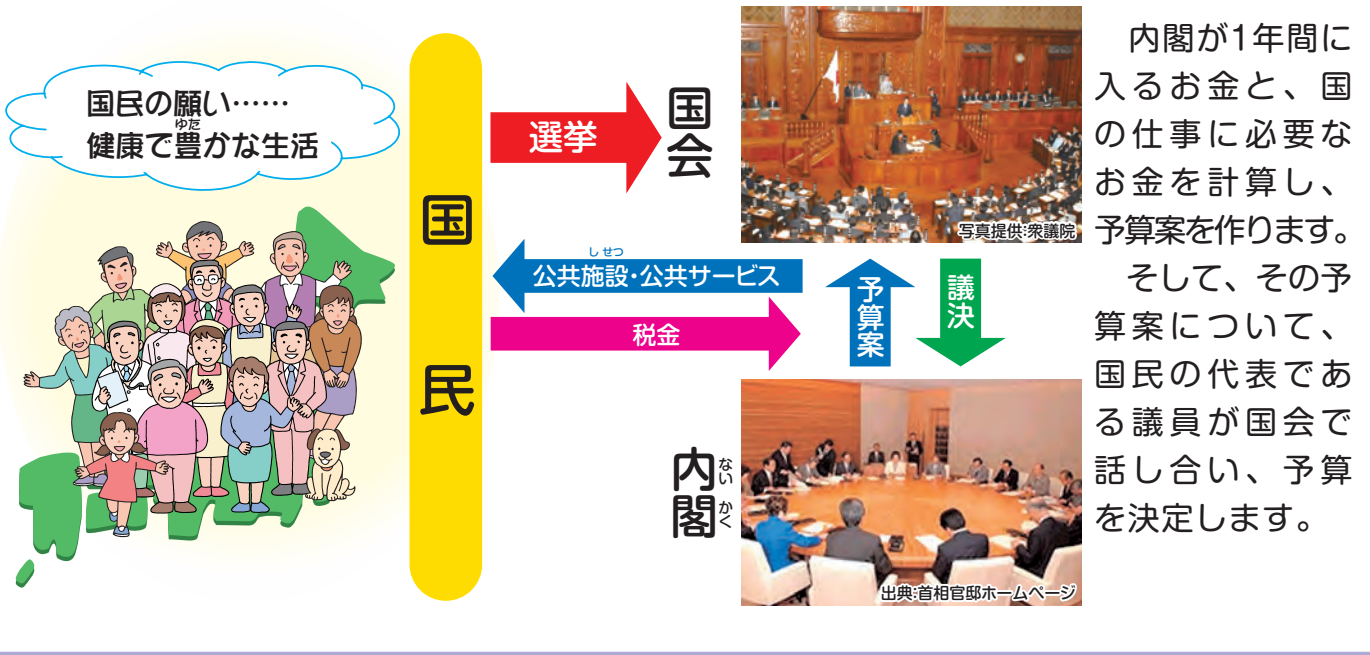 国民の願い……
健康で豊かな生活
ゆた
国民
選挙
国会
写真提供:衆議院
公共施設・公共サービス
しせつ
税金
予算案
議決
内閣
ないかく
出典:首相官邸ホームページ
内閣が1年間に
入るお金と、国
の仕事に必要な
お金を計算し、
予算案を作ります。
そして、その予
算案について、
国民の代表であ
る議員が国会で
話し合い、予算
を決定します。